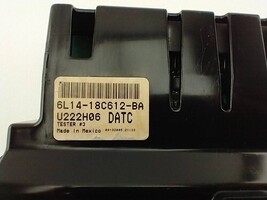 6L14-18C612-BA
U222H06 DATC
TESTER #3
Made in Mexico